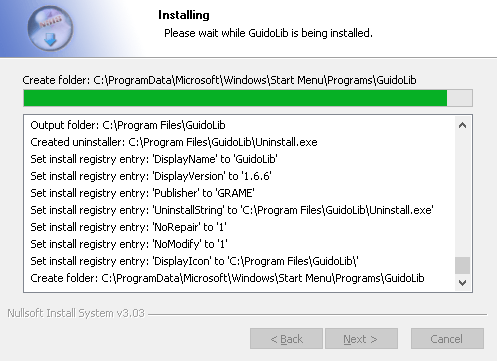 Installing
Please wait while GuidoLib is being installed.
Create folder: C:\ProgramData\Microsoft\Windows\Start Menu\Programs\GuidoLib
Output folder: C:\Program Files\GuidoLib
Created uninstaller: C:\Program Files\GuidoLib\Uninstall.exe
Set install registry entry: 'DisplayName' to 'GuidoLib'
Set install registry entry: 'DisplayVersion' to '1.6.6'
Set install registry entry: 'Publisher' to 'GRAME'
Set install registry entry: 'UninstallString' to 'C:\Program Files\GuidoLib\Uninstall.exe'
Set install registry entry: 'NoRepair' to '1'
Set install registry entry: 'NoModify' to '1'
Set install registry entry: 'DisplayIcon' to 'C:\Program Files\GuidoLib\'
Create folder: C:\ProgramData\Microsoft\Windows\Start Menu\Programs\GuidoLib
Nullsoft Install System v3.03
< Back
Next >
Cancel